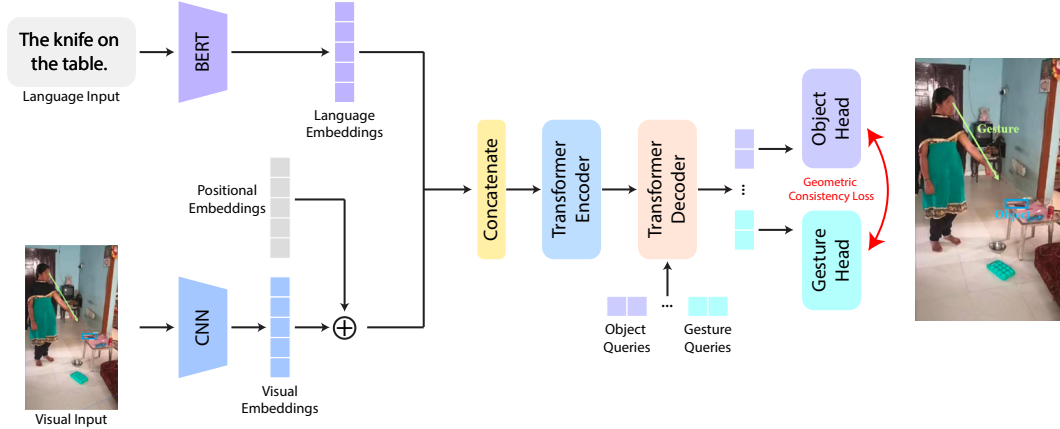 The knife on
the table.
Language Input
BERT
Language
Embeddings
Positional
Embeddings
Visual Input
CNN
Visual
Embeddings
Concatenate
Transformer
Encoder
Transformer
Decoder
...
Object
Queries
...
Gesture
Queries
Object
Head
Geometric
Consistency Loss
Gesture
Head
Gesture
Object